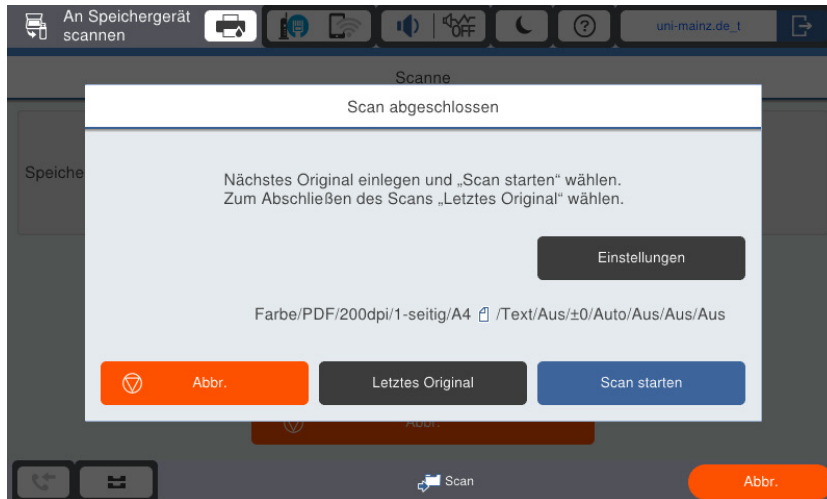 An Speichergerät
scannen
OFF
?
uni-mainz.de_t
Scanne
Scan abgeschlossen
Speiche
Nächstes Original einlegen und „Scan starten“ wählen.
Zum Abschließen des Scans „Letztes Original“ wählen.
Einstellungen
Farbe/PDF/200dpi/1-seitig/A4 /Text/Aus/±0/Auto/Aus/Aus/Aus
Abbr.
Letztes Original
Scan starten
Abbr.
Scan
Abbr.